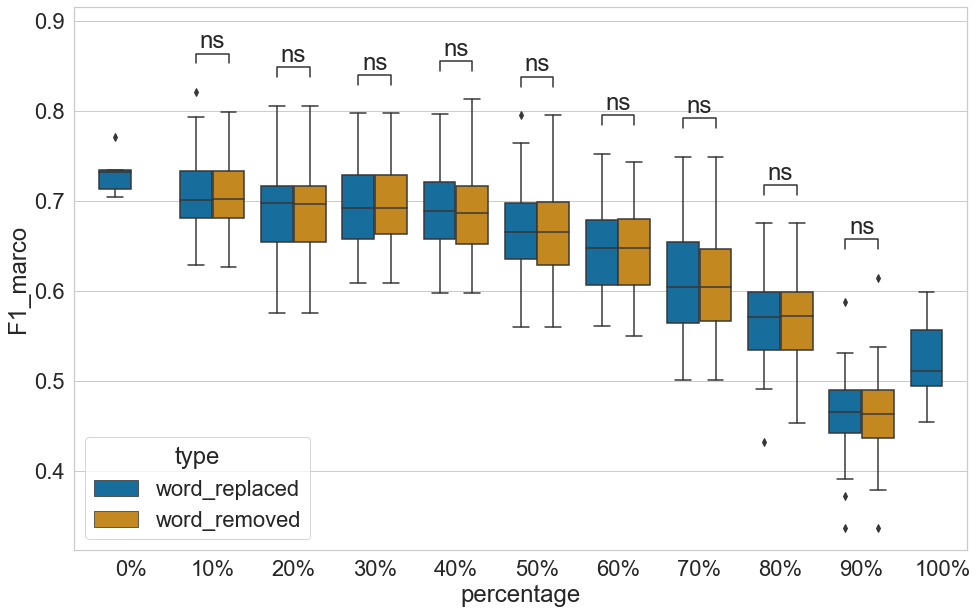 0.9
0.8
0.7
0.6
0.5
0.4
F1_marco
ns
ns
ns
ns
ns
ns
ns
ns
ns
type
word_replaced
word_removed
0% 10% 20% 30% 40% 50% 60% 70% 80% 90% 100%
percentage